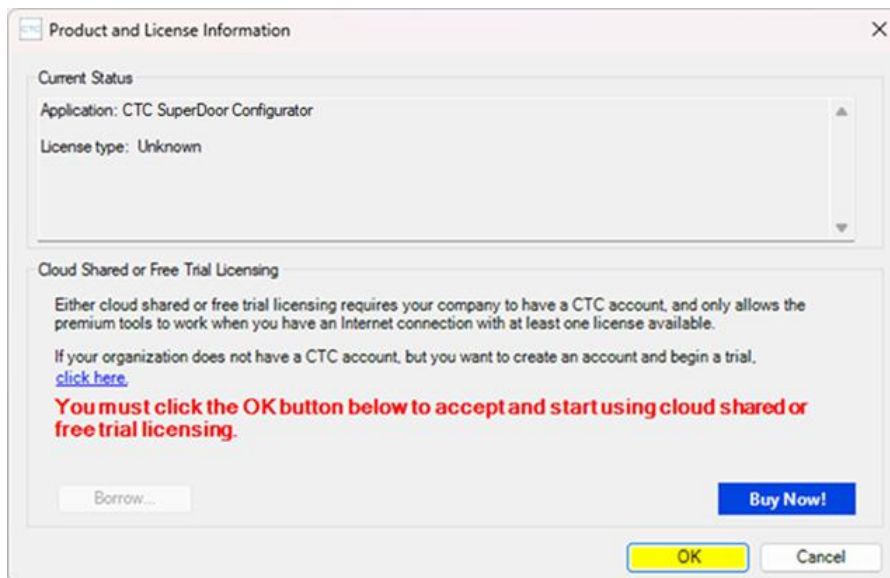 CTC Product and License Information
Current Status
Application: CTC SuperDoor Configurator
License type: Unknown
Cloud Shared or Free Trial Licensing
Either cloud shared or free trial licensing requires your company to have a CTC account, and only allows the
premium tools to work when you have an Internet connection with at least one license available.
If your organization does not have a CTC account, but you want to create an account and begin a trial,
click here.
You must click the OK button below to accept and start using cloud shared or
free trial licensing.
Borrow... Buy Now!
OK Cancel